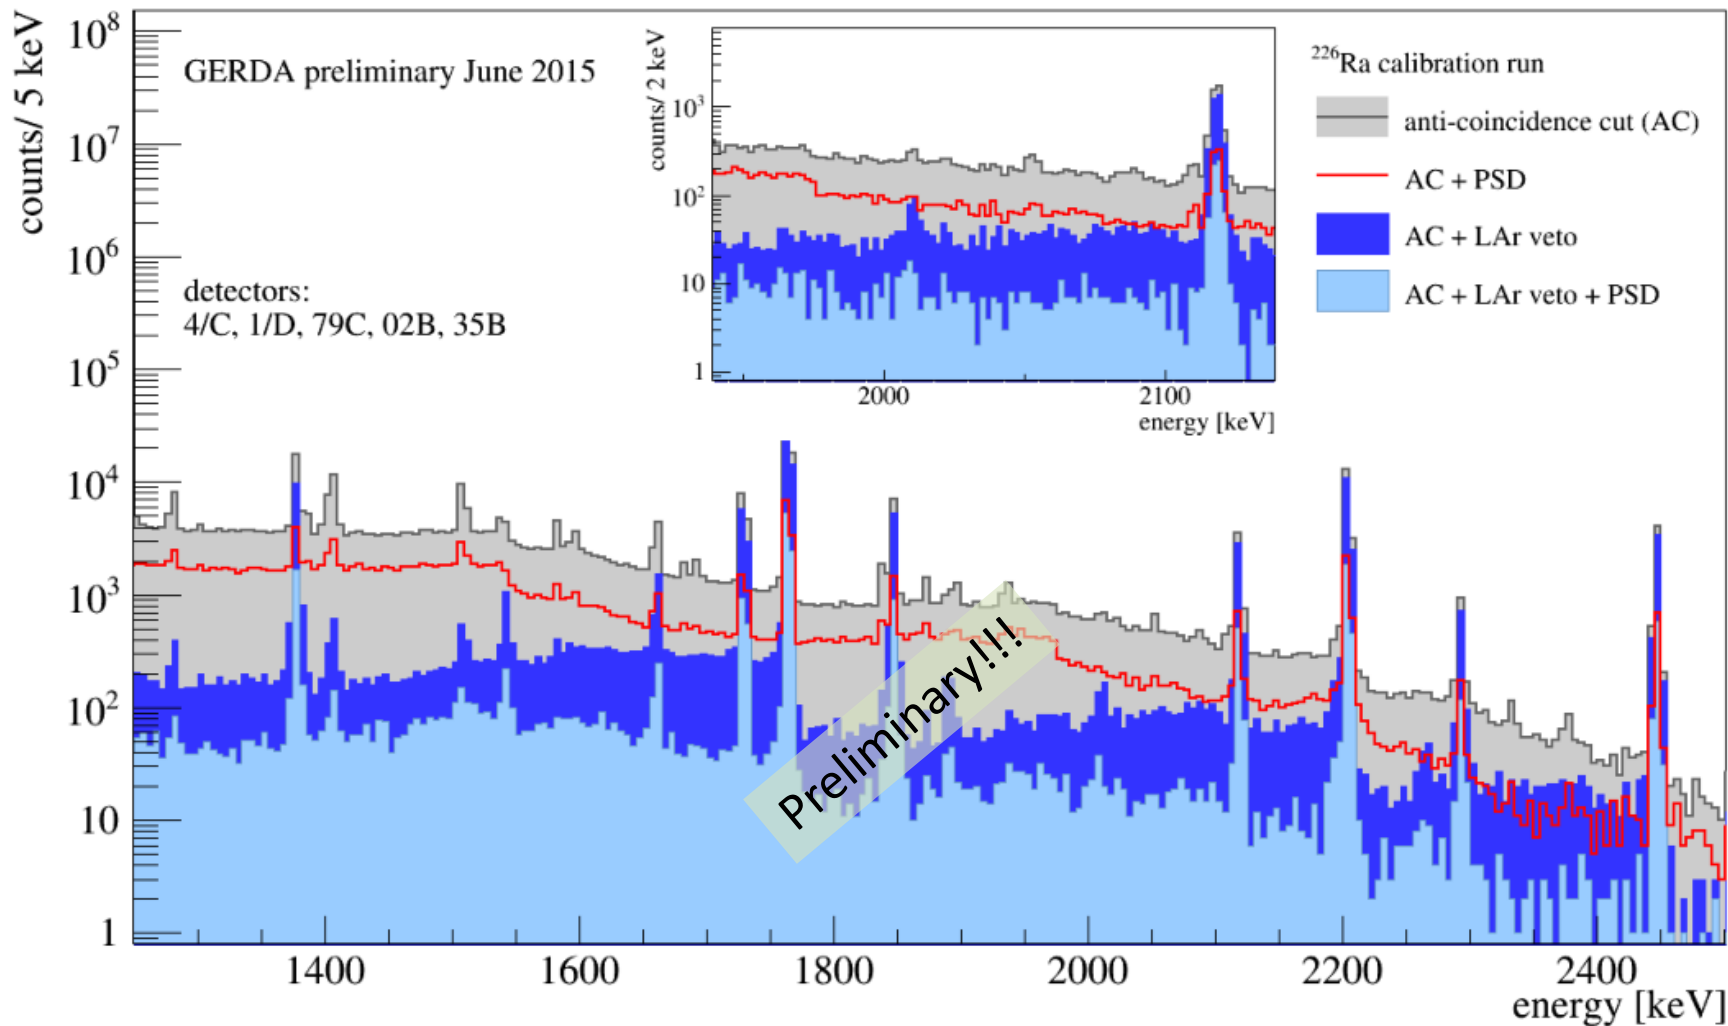 counts/ 5 keV
10⁸
10⁷
10⁶
10⁵
10⁴
10³
10²
10
1
GERDA preliminary June 2015
detectors:
4/C, 1/D, 79C, 02B, 35B
counts/ 2 keV
10³
10²
10
1
2000
2100
energy [keV]
²²⁶Ra calibration run
anti-coincidence cut (AC)
AC + PSD
AC + LAr veto
AC + LAr veto + PSD
Preliminary!!!
1400
1600
1800
2000
2200
2400
energy [keV]